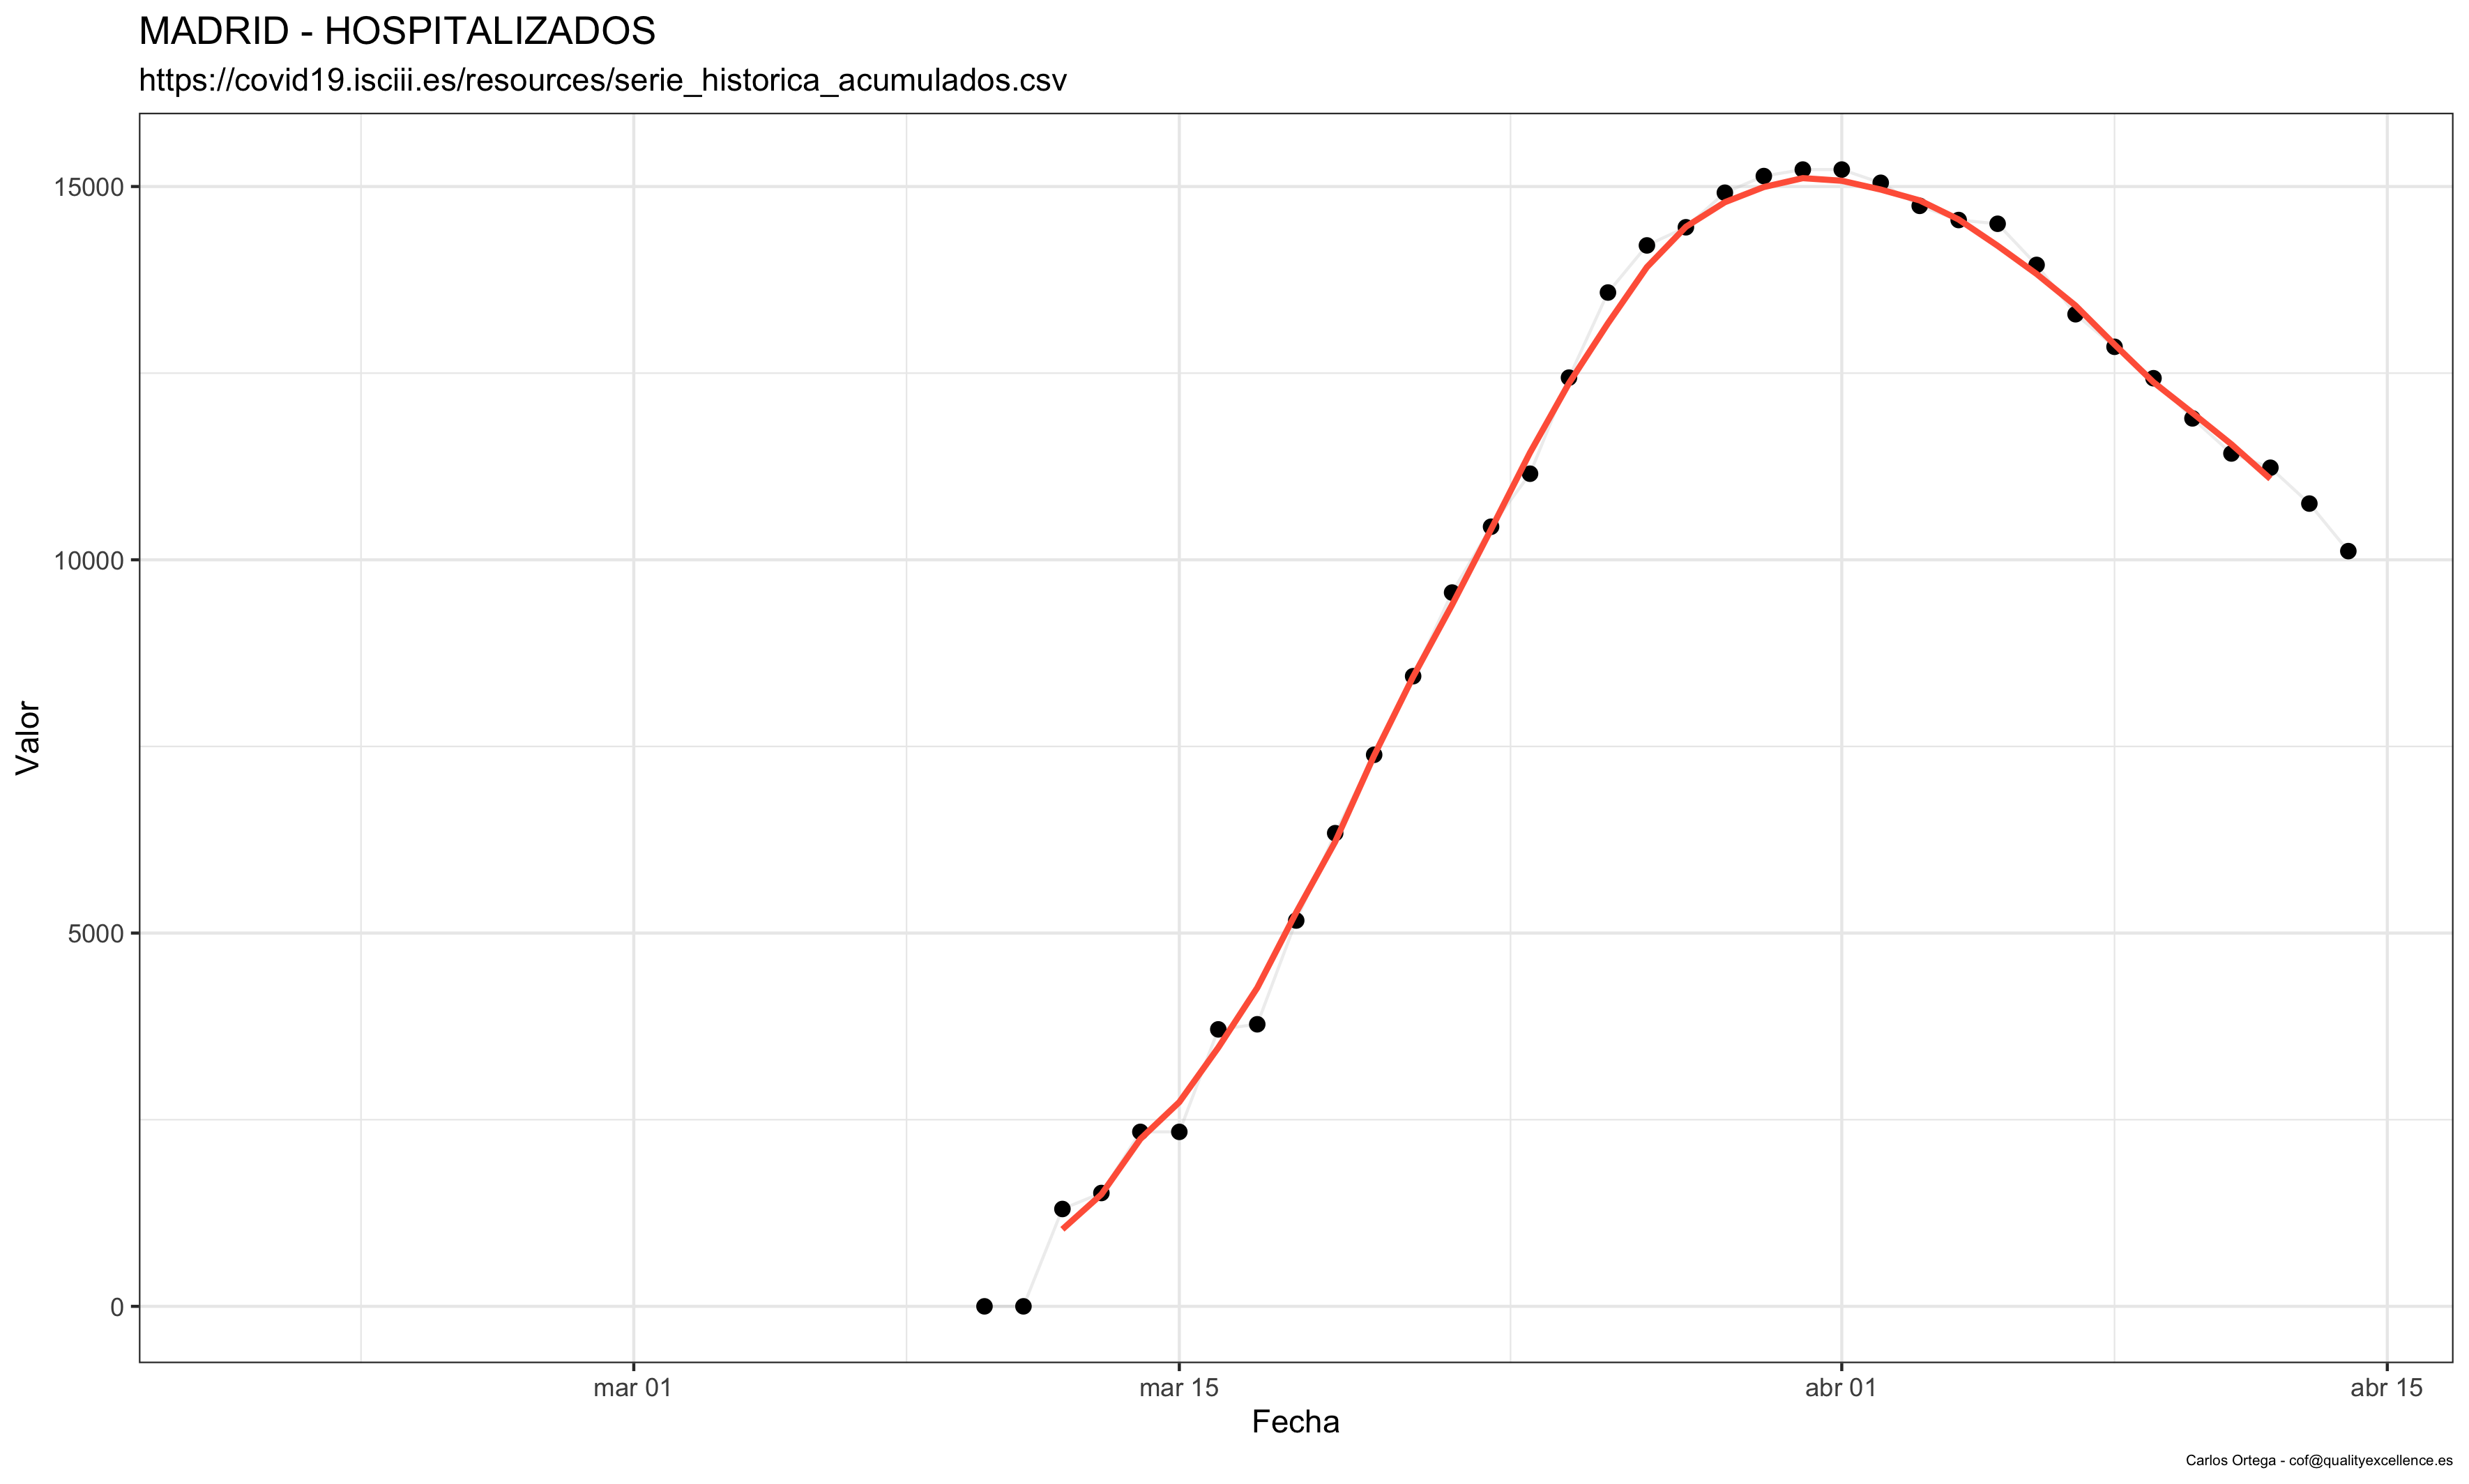 MADRID - HOSPITALIZADOS
https://covid19.isciii.es/resources/serie_historica_acumulados.csv
15000
10000
5000
0
Valor
mar 01 mar 15 abr 01 abr 15
Fecha
Carlos Ortega - cof@qualityexcellence.es